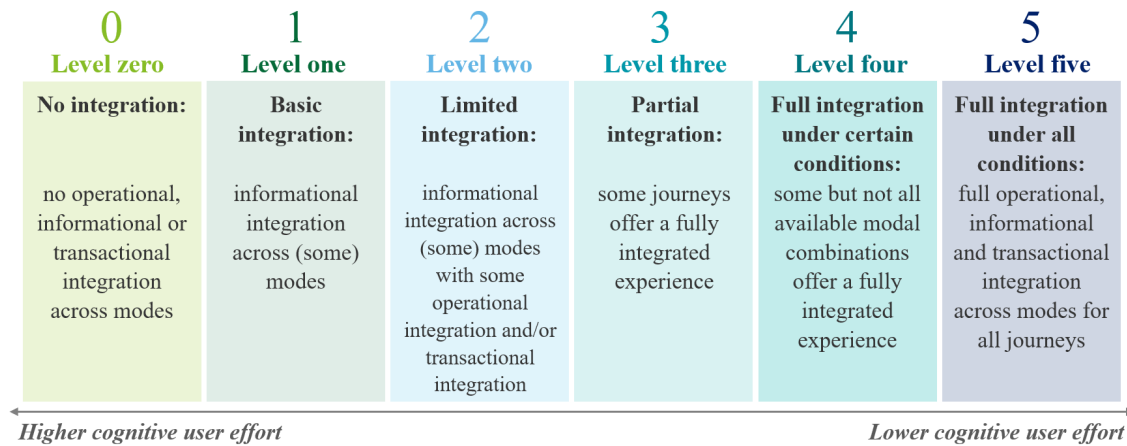 0
Level zero
No integration:
no operational,
informational or
transactional
integration
across modes
1
Level one
Basic
integration:
informational
integration
across (some)
modes
2
Level two
Limited
integration:
informational
integration across
(some) modes
with some
operational
integration and/or
transactional
integration
3
Level three
Partial
integration:
some journeys
offer a fully
integrated
experience
4
Level four
Full integration
under certain
conditions:
some but not all
available modal
combinations
offer a fully
integrated
experience
5
Level five
Full integration
under all
conditions:
full operational,
informational
and transactional
integration
across modes for
all journeys
Higher cognitive user effort
Lower cognitive user effort